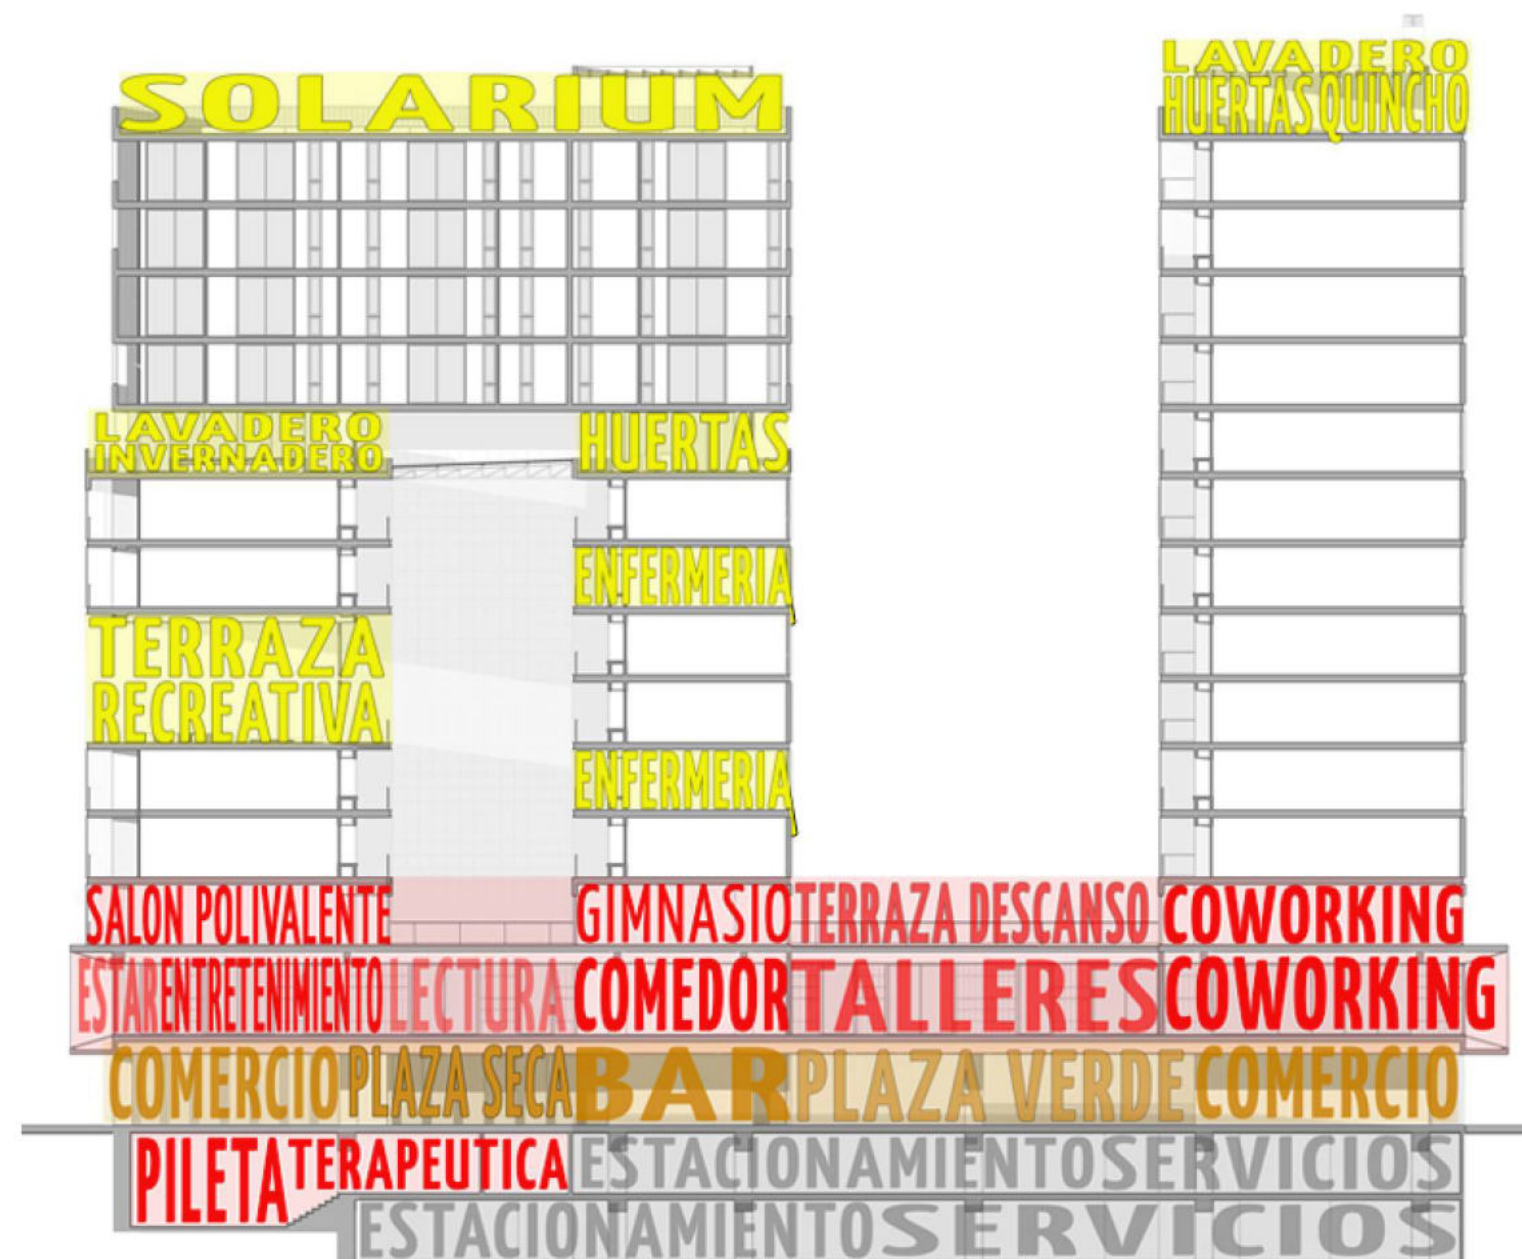 SOLARIUM
LAVADERO
HUERTAS QUINCHO
LAVADERO
INVERNADERO
HUERTAS
ENFERMERIA
TERRAZA
RECREATIVA
ENFERMERIA
SALON POLIVALENTE GIMNASIO TERRAZA DESCANSO COWORKING
ESTAR ENTRETENIMIENTO LECTURA COMEDOR TALLERES COWORKING
COMERCIO PLAZA SECA BAR PLAZA VERDE COMERCIO
PILETA TERAPEUTICA ESTACIONAMIENTO SERVICIOS
ESTACIONAMIENTO SERVICIOS